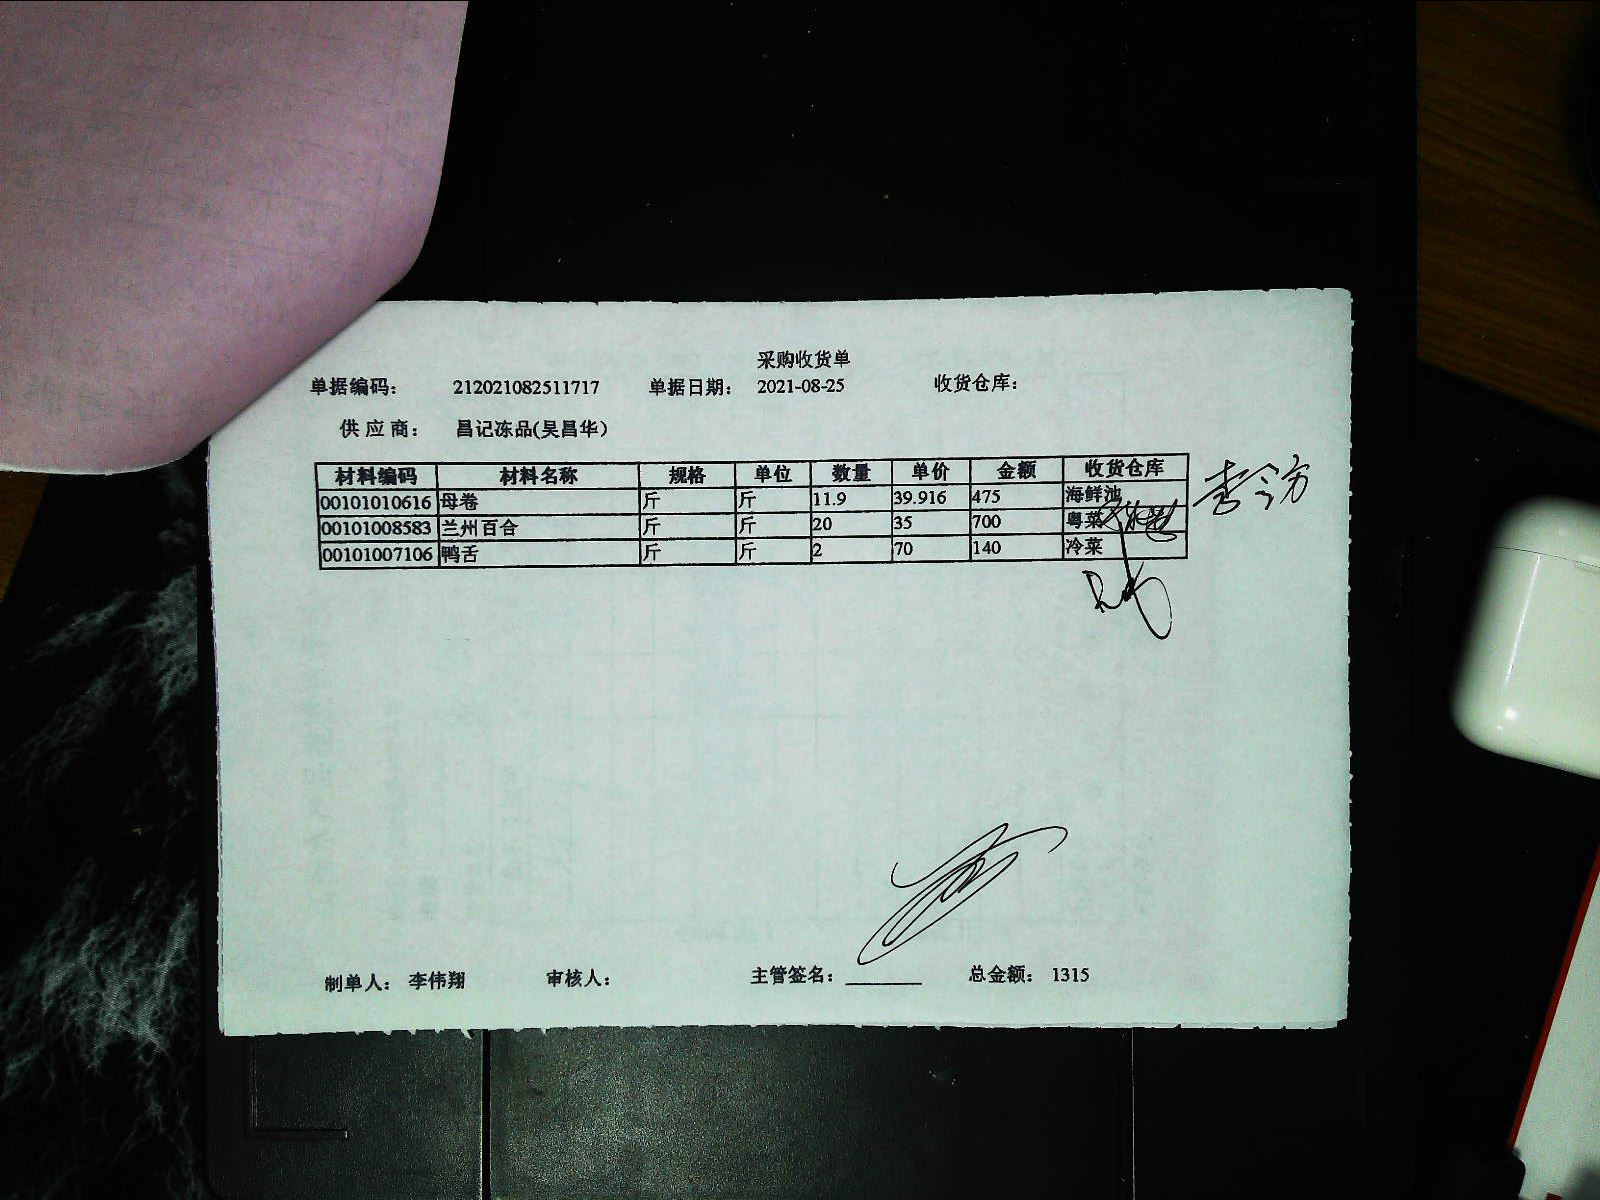 采购收货单
单据编码： 212021082511717 单据日期： 2021-08-25 收货仓库：
供应商： 昌记冻品(吴昌华)
材料编码 材料名称 规格 单位 数量 单价 金额 收货仓库
00101010616 母卷 斤 斤 11.9 39.916 475 海鲜池
00101008583 兰州百合 斤 斤 20 35 700 粤菜
00101007106 鸭舌 斤 斤 2 70 140 冷菜
制单人： 李伟翔 审核人： 主管签名： 总金额： 1315